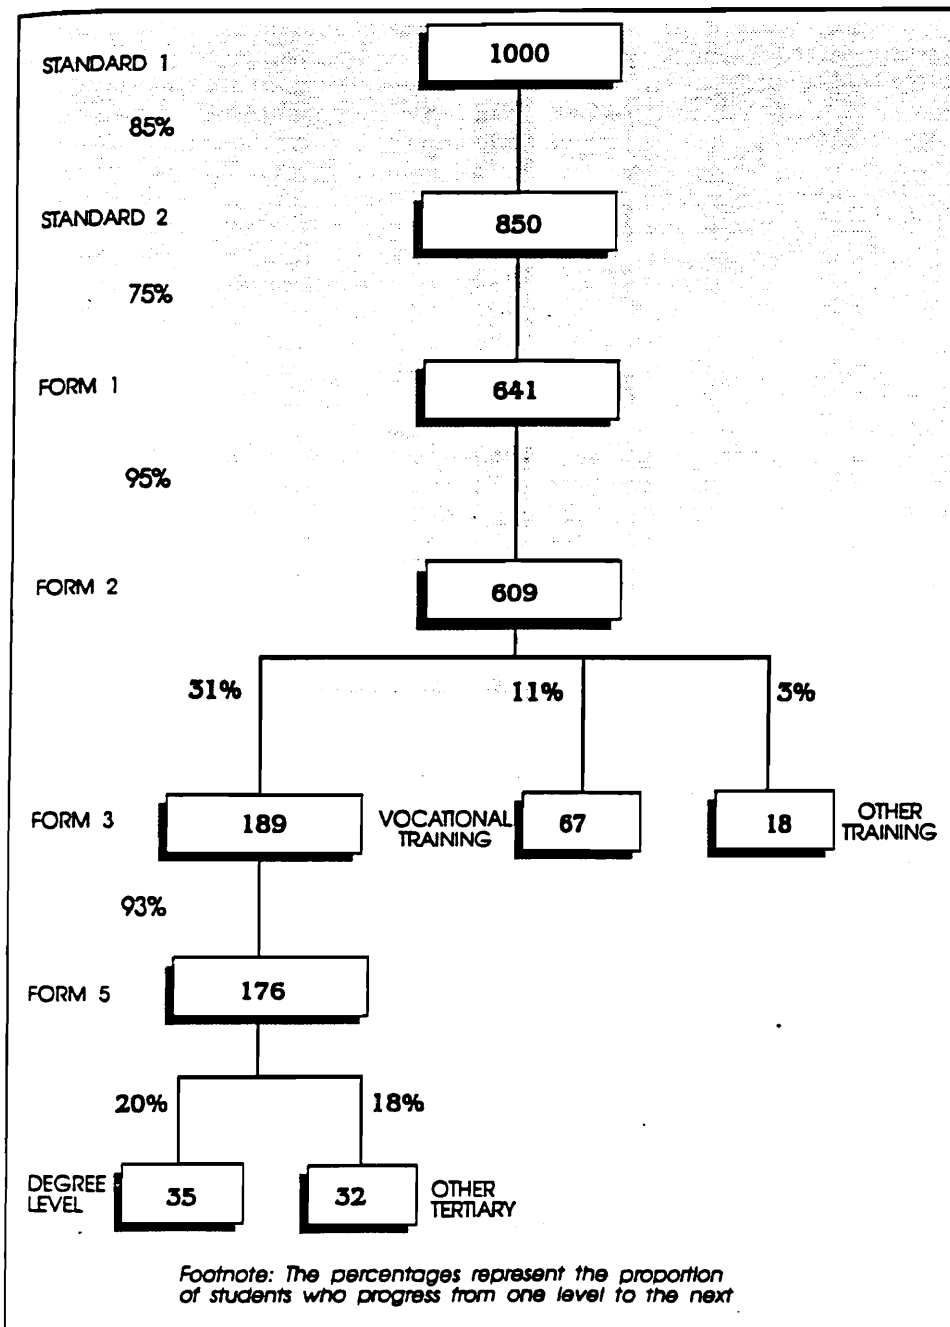 STANDARD 1
1000
85%
STANDARD 2
850
75%
FORM 1
641
95%
FORM 2
609
31%
11%
3%
FORM 3
189
VOCATIONAL
TRAINING
67
18
OTHER
TRAINING
93%
FORM 5
176
20%
18%
DEGREE
LEVEL
35
32
OTHER
TERTIARY
Footnote: The percentages represent the proportion
of students who progress from one level to the next